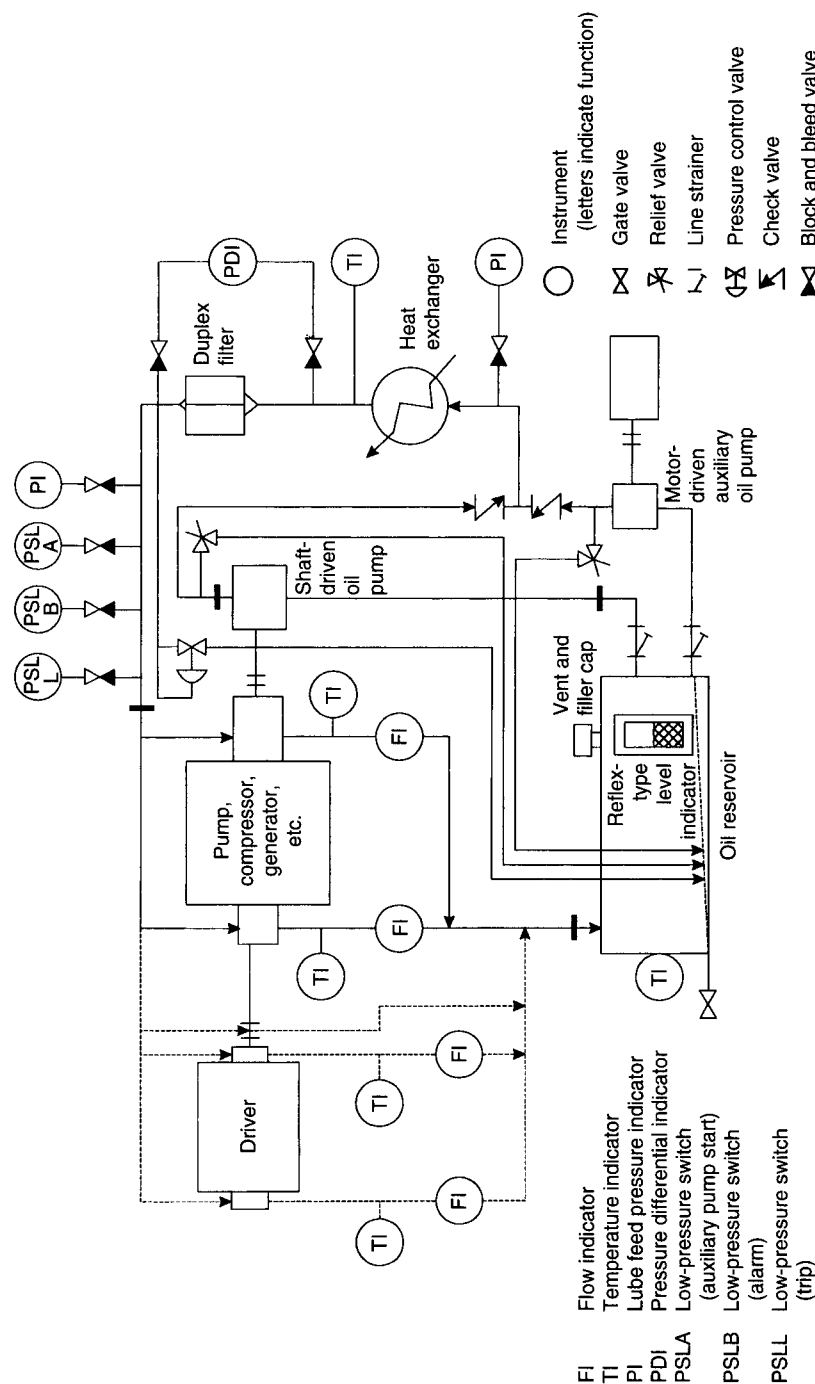 PSL
L
PSL
B
PSL
A
PI
Duplex
filter
PDI
TI
Heat
exchanger
PI
Driver
Pump,
compressor,
generator,
etc.
Shaft-
driven
oil
pump
TI
FI
TI
FI
TI
FI
TI
FI
Motor-
driven
auxiliary
oil pump
Vent and
filler cap
Reflex-
type
level
indicator
TI
Oil reservoir
FI Flow indicator
TI Temperature indicator
PI Lube feed pressure indicator
PDI Pressure differential indicator
PSLA Low-pressure switch
(auxiliary pump start)
PSLB Low-pressure switch
(alarm)
PSLL Low-pressure switch
(trip)
Instrument
(letters indicate function)
Gate valve
Relief valve
Line strainer
Pressure control valve
Check valve
Block and bleed valve